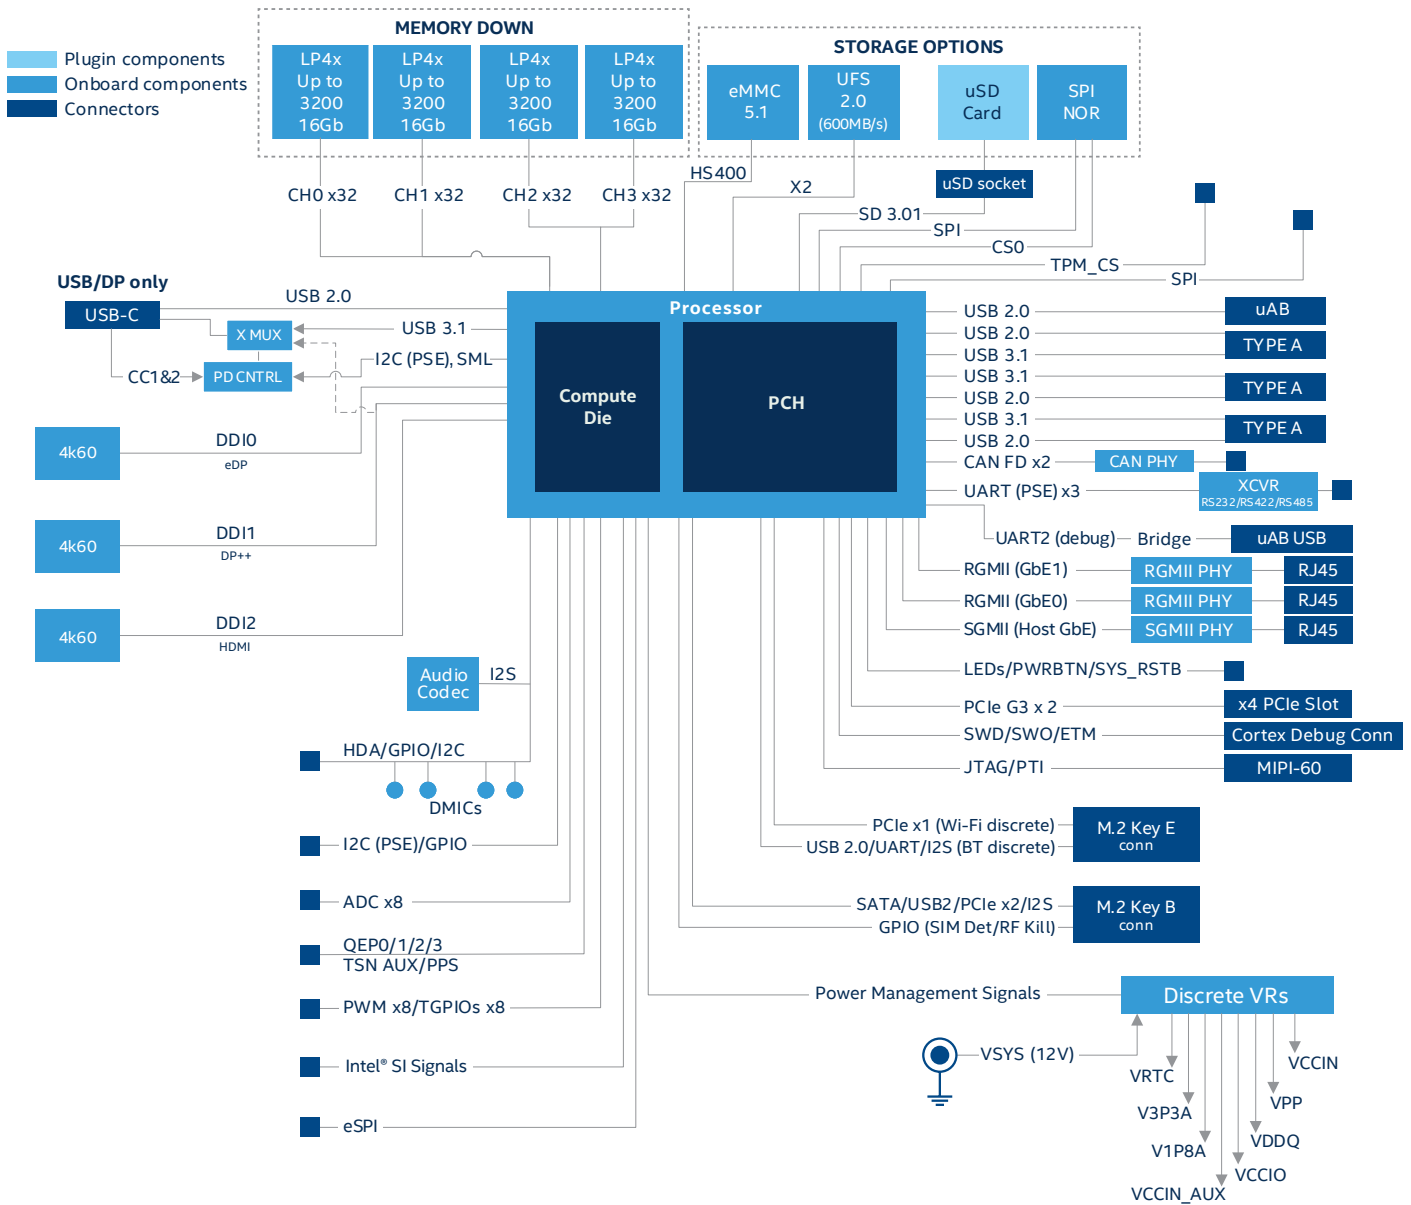 MEMORY DOWN
STORAGE OPTIONS
Plugin components
Onboard components
Connectors
LP4x
Up to
3200
16Gb
LP4x
Up to
3200
16Gb
LP4x
Up to
3200
16Gb
LP4x
Up to
3200
16Gb
eMMC
5.1
UFS
2.0
(600MB/s)
uSD
Card
SPI
NOR
CH0 x32
CH1 x32
CH2 x32
CH3 x32
HS400
X2
uSD socket
SD 3.01
SPI
CS0
TPM_CS
SPI
USB/DP only
USB-C
USB 2.0
X MUX
USB 3.1
I2C (PSE), SML
CC1&2
PD CNTRL
4k60
DDI0
eDP
4k60
DDI1
DP++
4k60
DDI2
HDMI
Processor
Compute
Die
PCH
USB 2.0
uAB
USB 2.0
USB 3.1
TYPE A
USB 3.1
USB 2.0
TYPE A
USB 3.1
USB 2.0
TYPE A
CAN FD x2
CAN PHY
UART (PSE) x3
XCVR
RS232/RS422/RS485
UART2 (debug)
Bridge
uAB USB
RGMII (GbE1)
RGMII PHY
RJ45
RGMII (GbE0)
RGMII PHY
RJ45
SGMII (Host GbE)
SGMII PHY
RJ45
LEDs/PWRBTN/SYS_RSTB
PCIe G3 x 2
x4 PCIe Slot
SWD/SWO/ETM
Cortex Debug Conn
JTAG/PTI
MIPI-60
Audio
Codec
I2S
HDA/GPIO/I2C
DMICs
I2C (PSE)/GPIO
ADC x8
QEP0/1/2/3
TSN AUX/PPS
PWM x8/TGPIOs x8
Intel® SI Signals
eSPI
PCIe x1 (Wi-Fi discrete)
USB 2.0/UART/I2S (BT discrete)
M.2 Key E
conn
SATA/USB2/PCIe x2/I2S
GPIO (SIM Det/RF Kill)
M.2 Key B
conn
Power Management Signals
Discrete VRs
VSYS (12V)
VRTC
V3P3A
V1P8A
VCCIN_AUX
VCCIO
VDDQ
VPP
VCCIN